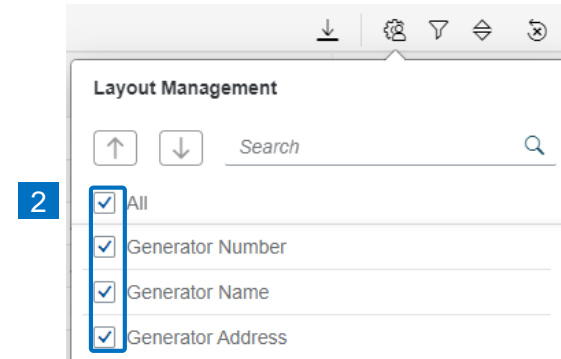 Layout Management
Search
2
All
Generator Number
Generator Name
Generator Address